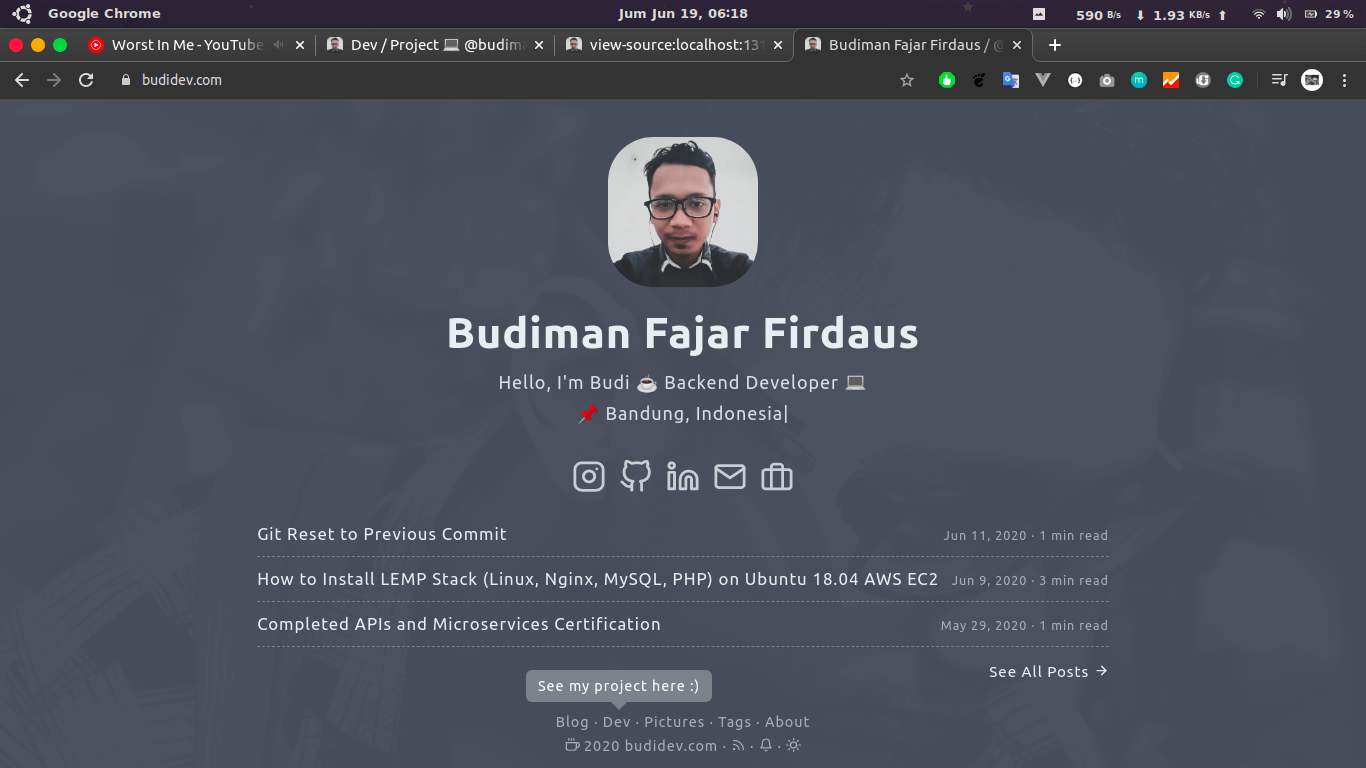 Google Chrome
Jum Jun 19, 06:18
590 B/s ↓ 1.93 KB/s ↑
29 %
Worst In Me - YouTube
Dev / Project 💻 @budim
view-source:localhost:131
Budiman Fajar Firdaus / @
budidev.com
Budiman Fajar Firdaus
Hello, I'm Budi ☕ Backend Developer 💻
📌 Bandung, Indonesia|
Git Reset to Previous Commit
Jun 11, 2020 · 1 min read
How to Install LEMP Stack (Linux, Nginx, MySQL, PHP) on Ubuntu 18.04 AWS EC2
Jun 9, 2020 · 3 min read
Completed APIs and Microservices Certification
May 29, 2020 · 1 min read
See All Posts →
See my project here :)
Blog · Dev · Pictures · Tags · About
2020 budidev.com · · ·